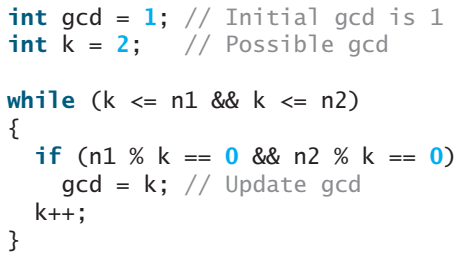 int gcd = 1; // Initial gcd is 1
int k = 2;   // Possible gcd
while (k <= n1 && k <= n2)
{
  if (n1 % k == 0 && n2 % k == 0)
    gcd = k; // Update gcd
  k++;
}